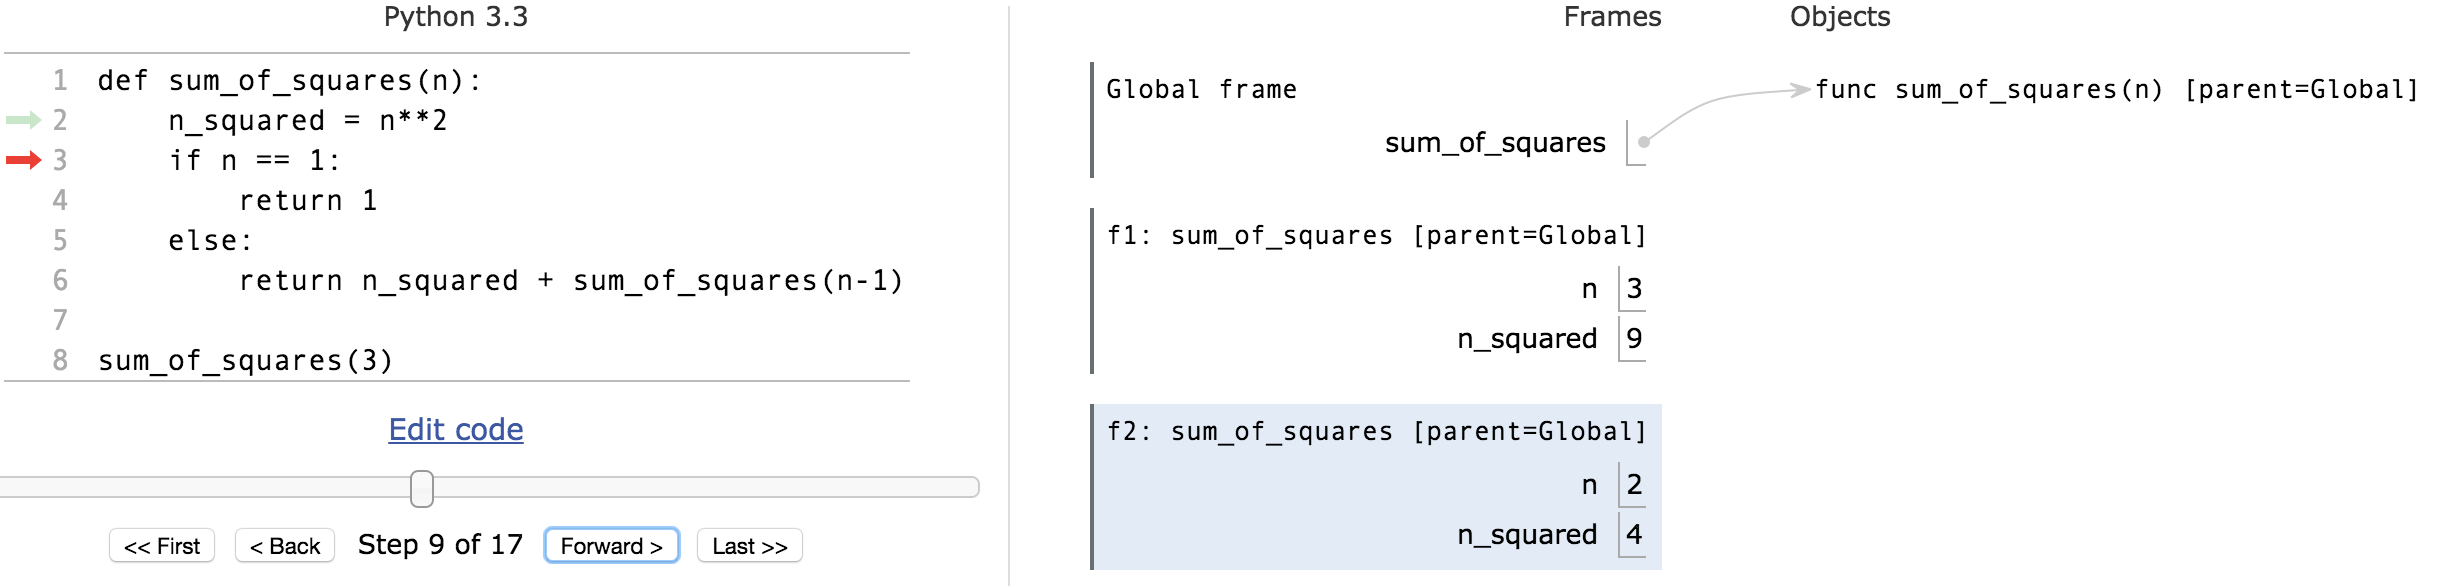 Python 3.3
1 def sum_of_squares(n):
2     n_squared = n**2
3     if n == 1:
4         return 1
5     else:
6         return n_squared + sum_of_squares(n-1)
7
8 sum_of_squares(3)
Edit code
<< First < Back Step 9 of 17 Forward > Last >>
Frames Objects
Global frame
sum_of_squares
func sum_of_squares(n) [parent=Global]
f1: sum_of_squares [parent=Global]
n 3
n_squared 9
f2: sum_of_squares [parent=Global]
n 2
n_squared 4